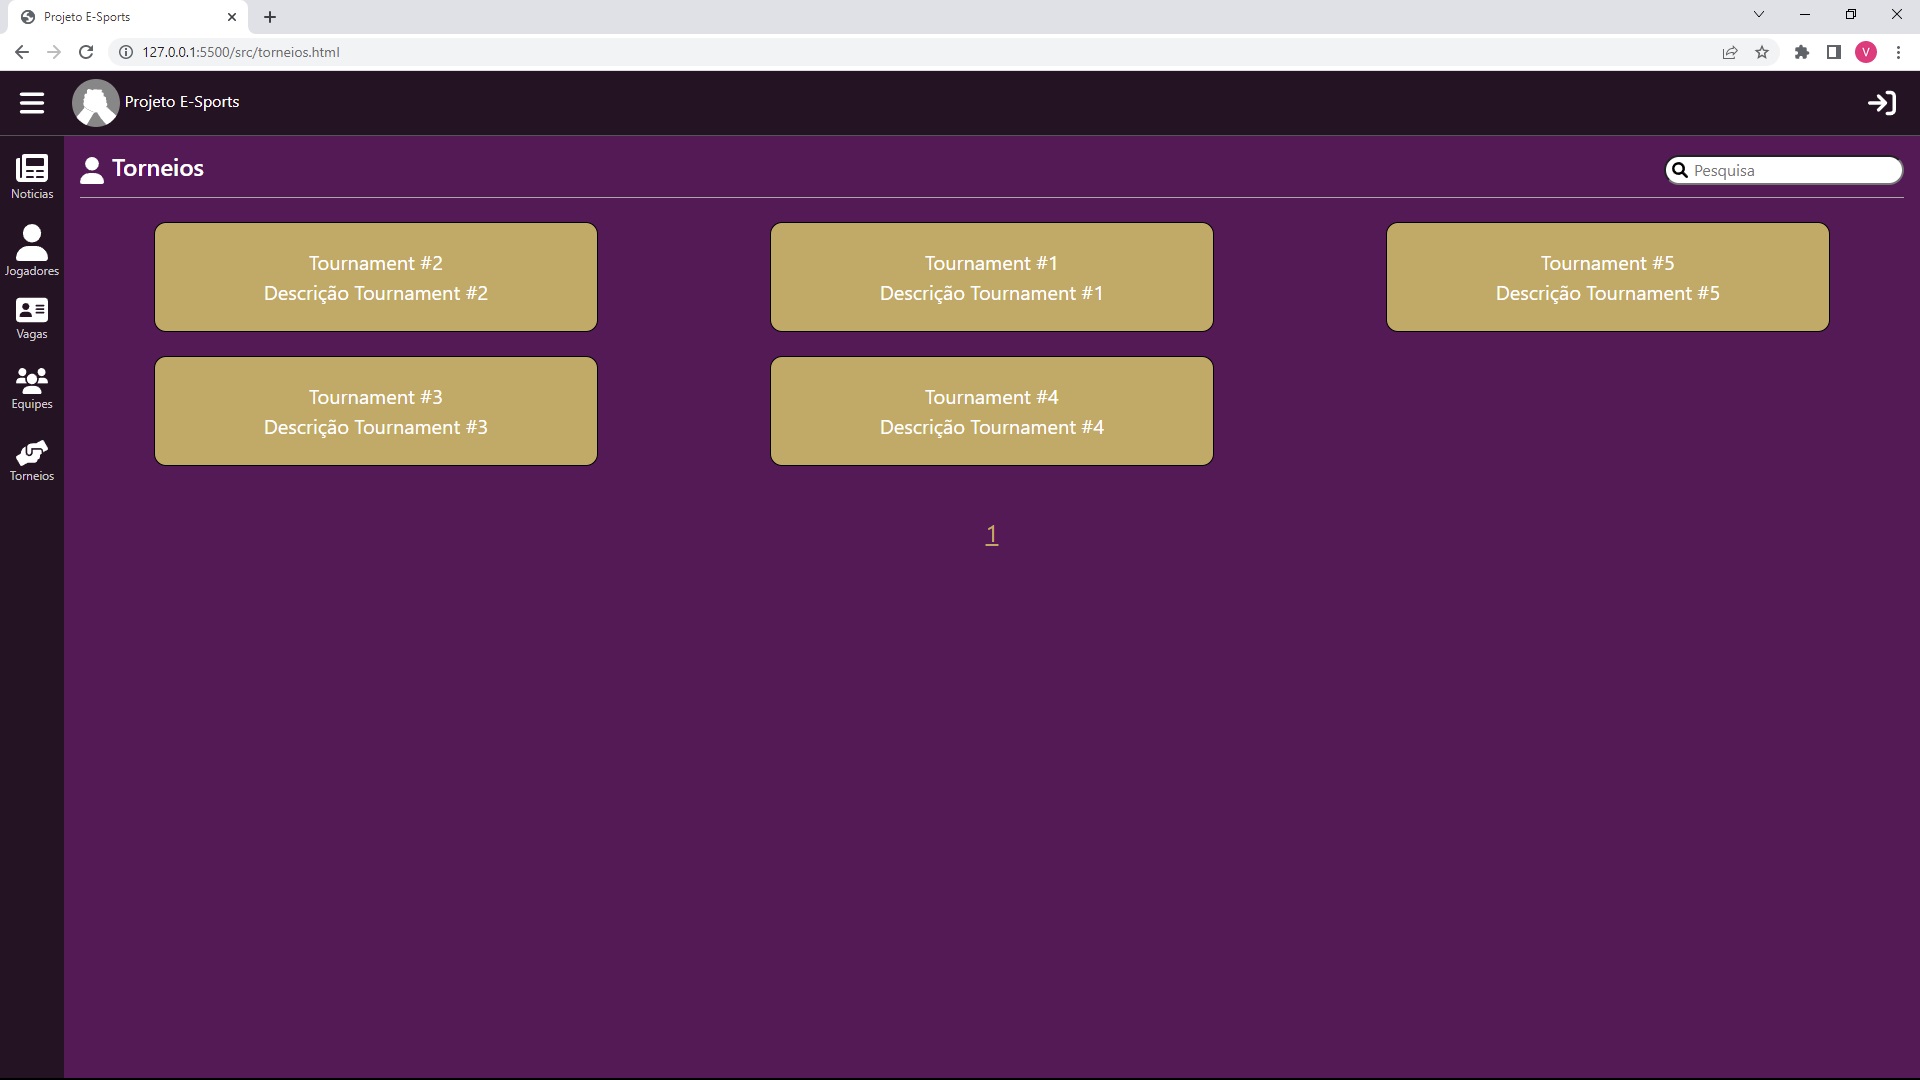 Projeto E-Sports
127.0.0.1:5500/src/torneios.html
V
Projeto E-Sports
Noticias
Jogadores
Vagas
Equipes
Torneios
Torneios
Pesquisa
Tournament #2
Descrição Tournament #2
Tournament #1
Descrição Tournament #1
Tournament #5
Descrição Tournament #5
Tournament #3
Descrição Tournament #3
Tournament #4
Descrição Tournament #4
1